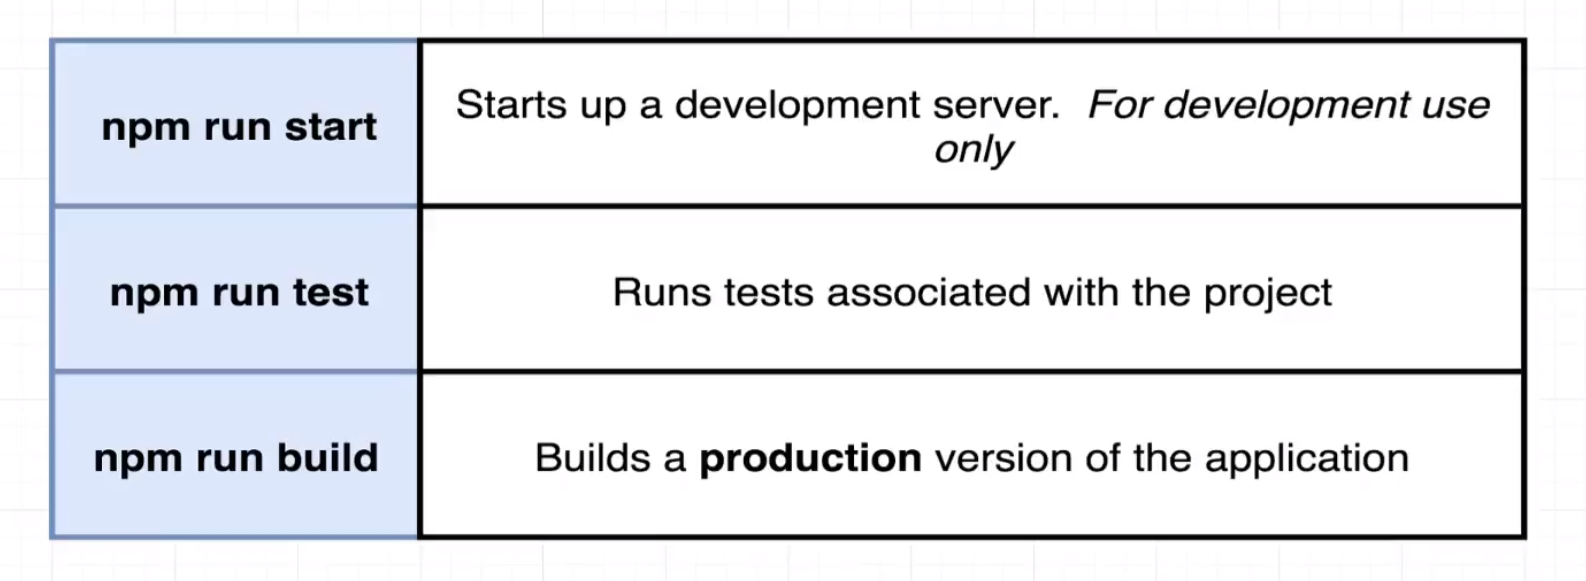 npm run start
Starts up a development server.  For development use
only
npm run test
Runs tests associated with the project
npm run build
Builds a production version of the application